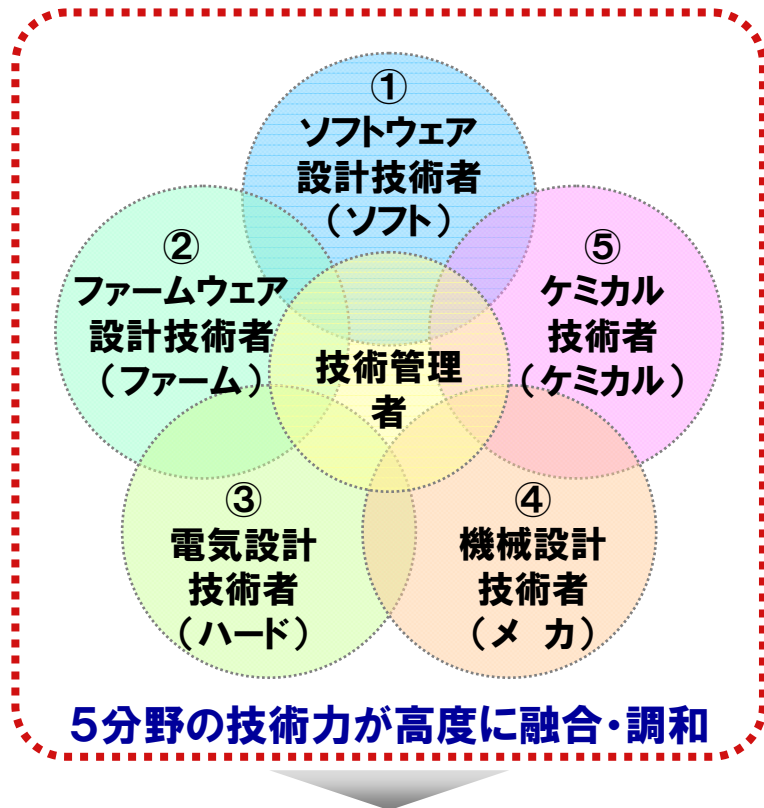 ①
ソフトウェア
設計技術者
（ソフト）
②
ファームウェア
設計技術者
（ファーム）
⑤
ケミカル
技術者
（ケミカル）
技術管理
者
③
電気設計
技術者
（ハード）
④
機械設計
技術者
（メ カ）
5分野の技術力が高度に融合・調和